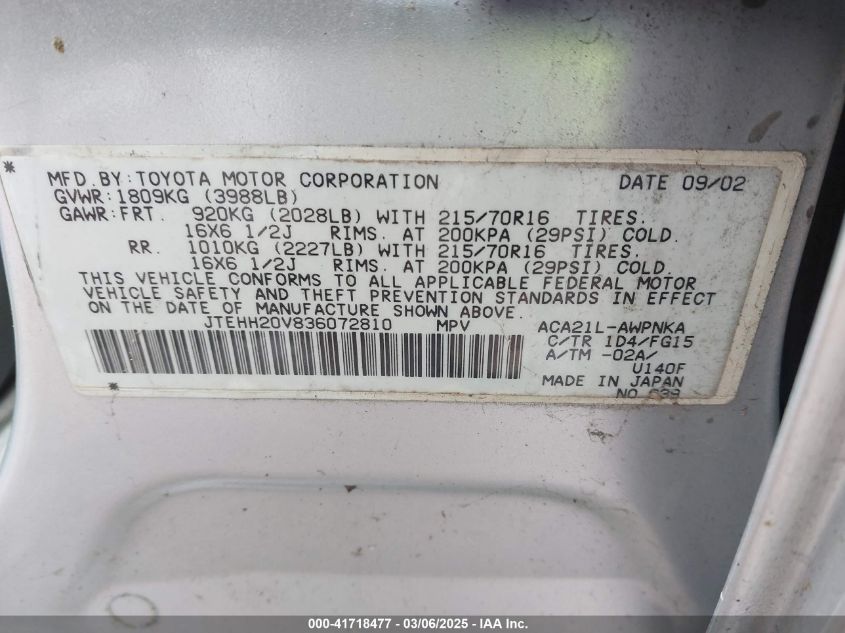 MFD BY:TOYOTA MOTOR CORPORATION DATE 09/02
GVWR:1809KG (3988LB)
GAWR:FRT. 920KG (2028LB) WITH 215/70R16 TIRES.
16X6 1/2J RIMS. AT 200KPA (29PSI) COLD.
RR. 1010KG (2227LB) WITH 215/70R16 TIRES.
16X6 1/2J RIMS. AT 200KPA (29PSI) COLD.
THIS VEHICLE CONFORMS TO ALL APPLICABLE FEDERAL MOTOR
VEHICLE SAFETY AND THEFT PREVENTION STANDARDS IN EFFECT
ON THE DATE OF MANUFACTURE SHOWN ABOVE.
JTEHH20V836072810 MPV ACA21L-AWPNKA
C/TR 1D4/FG15
A/TM -02A/
U140F
MADE IN JAPAN
NO
000-41718477 - 03/06/2025 - IAA Inc.